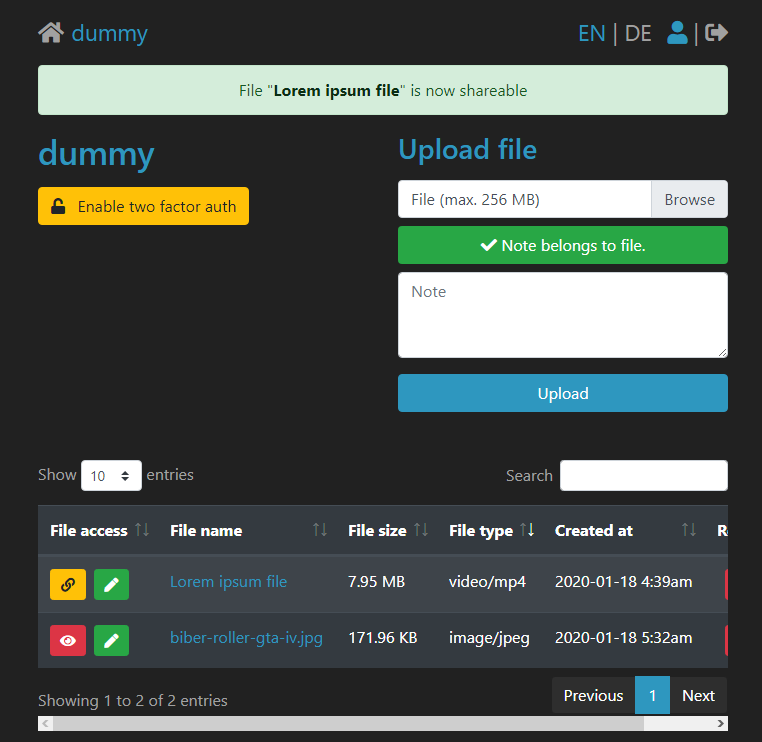 dummy EN | DE |
File "Lorem ipsum file" is now shareable
dummy
Enable two factor auth
Upload file
File (max. 256 MB) Browse
Note belongs to file.
Note
Upload
Show 10 entries Search
File access File name File size File type Created at R
Lorem ipsum file 7.95 MB video/mp4 2020-01-18 4:39am
biber-roller-gta-iv.jpg 171.96 KB image/jpeg 2020-01-18 5:32am
Showing 1 to 2 of 2 entries Previous 1 Next